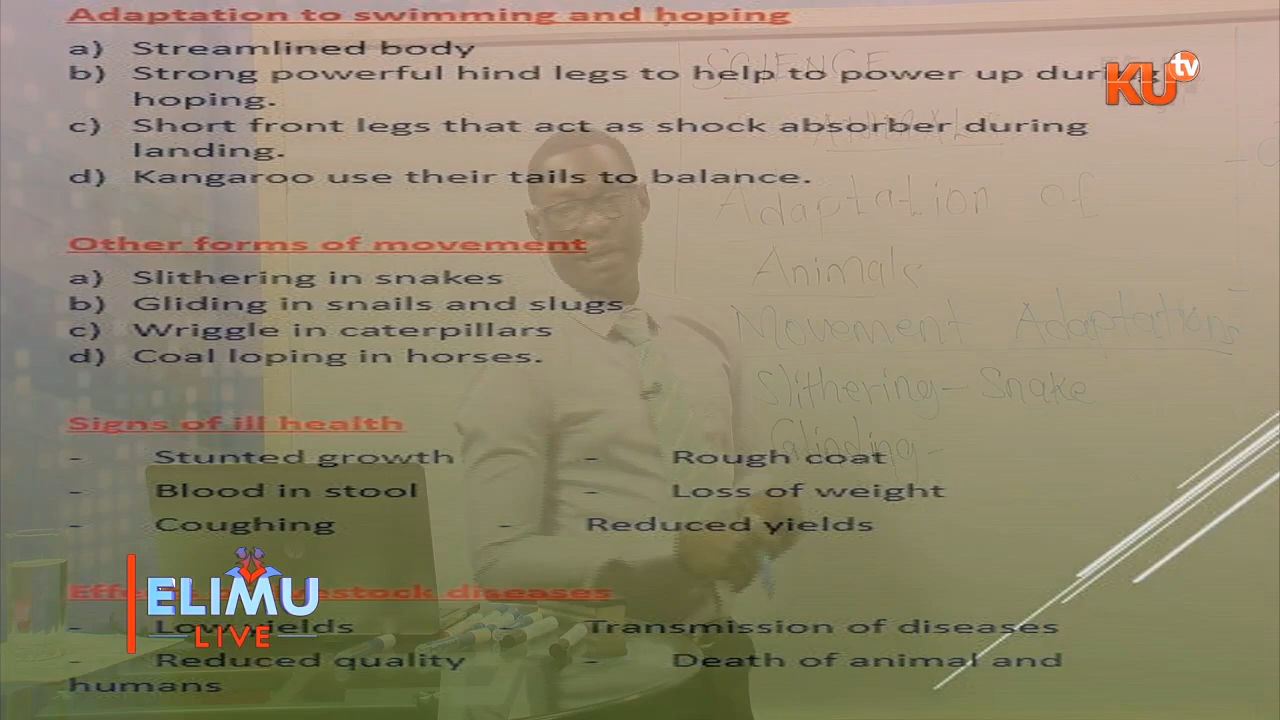 Adaptation to swimming and hoping
a) Streamlined body
b) Strong powerful hind legs to help to power up during
hoping.
c) Short front legs that act as shock absorber during
landing.
d) Kangaroo use their tails to balance.
Other forms of movement
a) Slithering in snakes
b) Gliding in snails and slugs
c) Wriggle in caterpillars
d) Coal loping in horses.
Signs of ill health
- Stunted growth - Rough coat
- Blood in stool - Loss of weight
- Coughing - Reduced yields
livestock diseases
- Low yields - Transmission of diseases
- Reduced quality - Death of animal and
humans
SCIENCE
Adaptation of
Animals
Movement Adaptations
Slithering - Snake
Glinding -
KU tv
ELIMU
LIVE